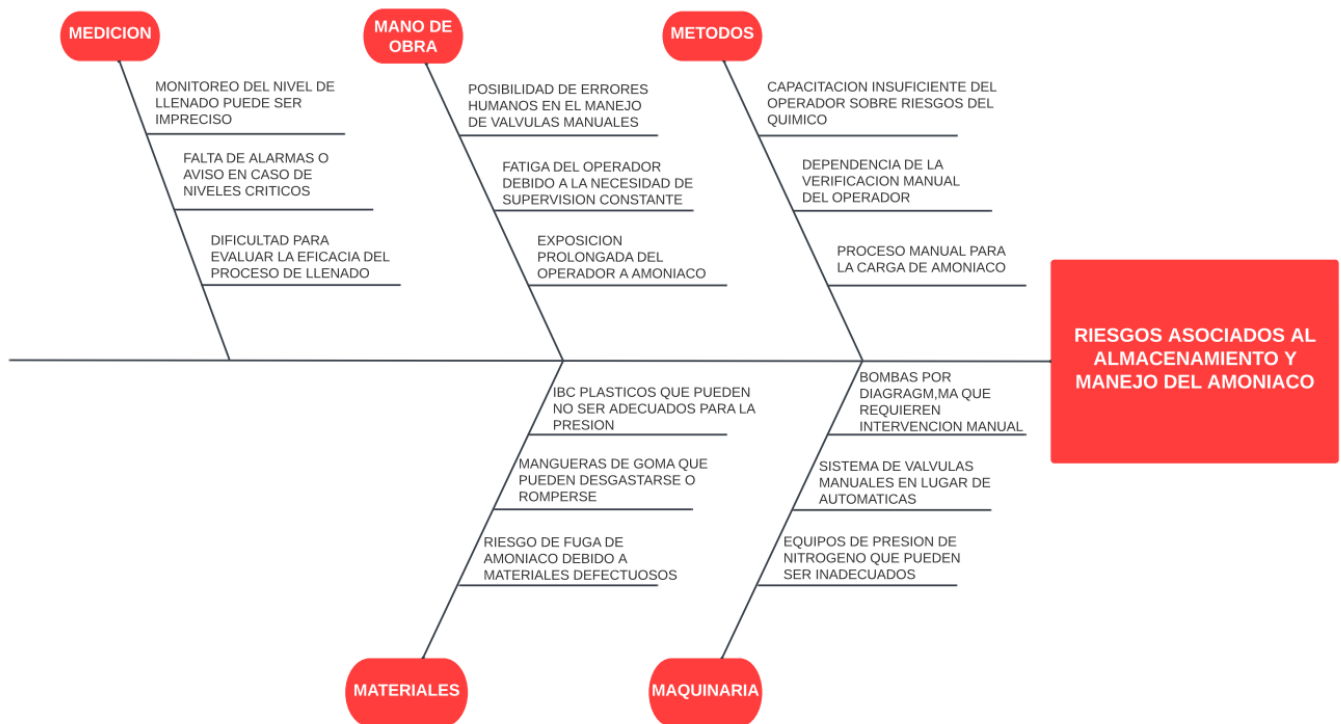 MEDICION
MONITOREO DEL NIVEL DE
LLENADO PUEDE SER
IMPRECISO
FALTA DE ALARMAS O
AVISO EN CASO DE
NIVELES CRITICOS
DIFICULTAD PARA
EVALUAR LA EFICACIA DEL
PROCESO DE LLENADO
MANO DE
OBRA
POSIBILIDAD DE ERRORES
HUMANOS EN EL MANEJO
DE VALVULAS MANUALES
FATIGA DEL OPERADOR
DEBIDO A LA NECESIDAD DE
SUPERVISION CONSTANTE
EXPOSICION
PROLONGADA DEL
OPERADOR A AMONIACO
METODOS
CAPACITACION INSUFICIENTE DEL
OPERADOR SOBRE RIESGOS DEL
QUIMICO
DEPENDENCIA DE LA
VERIFICACION MANUAL
DEL OPERADOR
PROCESO MANUAL PARA
LA CARGA DE AMONIACO
RIESGOS ASOCIADOS AL
ALMACENAMIENTO Y
MANEJO DEL AMONIACO
IBC PLASTICOS QUE PUEDEN
NO SER ADECUADOS PARA LA
PRESION
MANGUERAS DE GOMA QUE
PUEDEN DESGASTARSE O
ROMPERSE
RIESGO DE FUGA DE
AMONIACO DEBIDO A
MATERIALES DEFECTUOSOS
MATERIALES
BOMBAS POR
DIAGRAGM,MA QUE
REQUIEREN
INTERVENCION MANUAL
SISTEMA DE VALVULAS
MANUALES EN LUGAR DE
AUTOMATICAS
EQUIPOS DE PRESION DE
NITROGENO QUE PUEDEN
SER INADECUADOS
MAQUINARIA